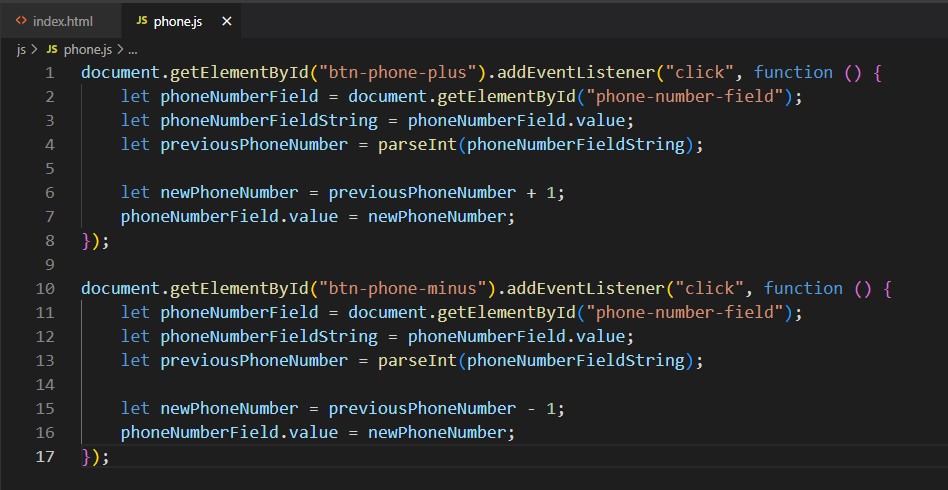 <> index.html JS phone.js ×
js > JS phone.js > ...
1 document.getElementById("btn-phone-plus").addEventListener("click", function () {
2     let phoneNumberField = document.getElementById("phone-number-field");
3     let phoneNumberFieldString = phoneNumberField.value;
4     let previousPhoneNumber = parseInt(phoneNumberFieldString);
5
6     let newPhoneNumber = previousPhoneNumber + 1;
7     phoneNumberField.value = newPhoneNumber;
8 });
9
10 document.getElementById("btn-phone-minus").addEventListener("click", function () {
11     let phoneNumberField = document.getElementById("phone-number-field");
12     let phoneNumberFieldString = phoneNumberField.value;
13     let previousPhoneNumber = parseInt(phoneNumberFieldString);
14
15     let newPhoneNumber = previousPhoneNumber - 1;
16     phoneNumberField.value = newPhoneNumber;
17 });